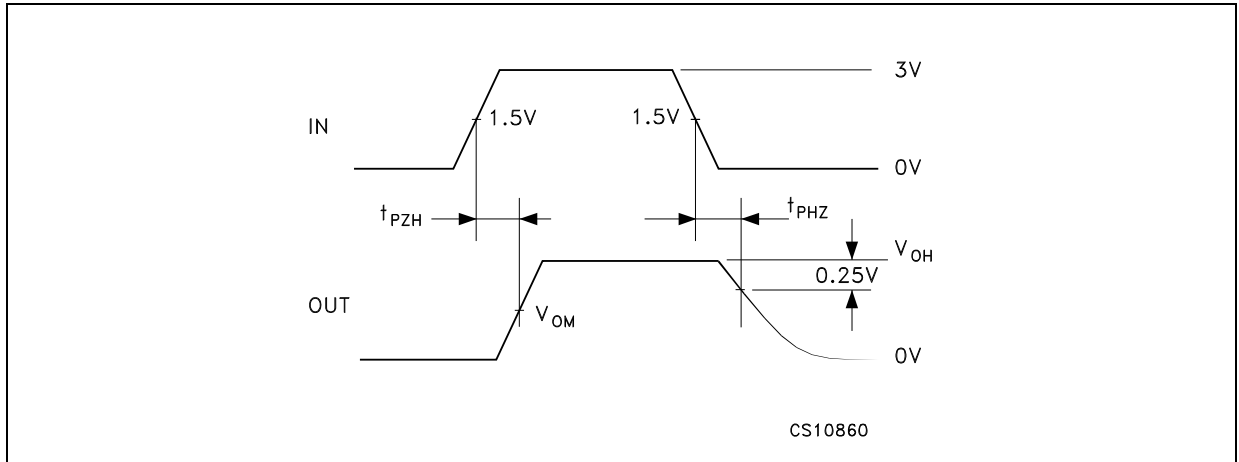 3V
1.5V
1.5V
IN
0V
tPZH
tPHZ
VOH
0.25V
OUT
VOM
0V
CS10860